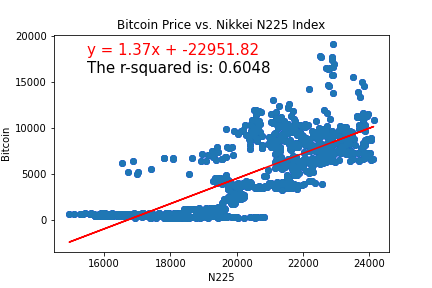 Bitcoin Price vs. Nikkei N225 Index
y = 1.37x + -22951.82
The r-squared is: 0.6048
20000
15000
10000
5000
0
Bitcoin
16000 18000 20000 22000 24000
N225